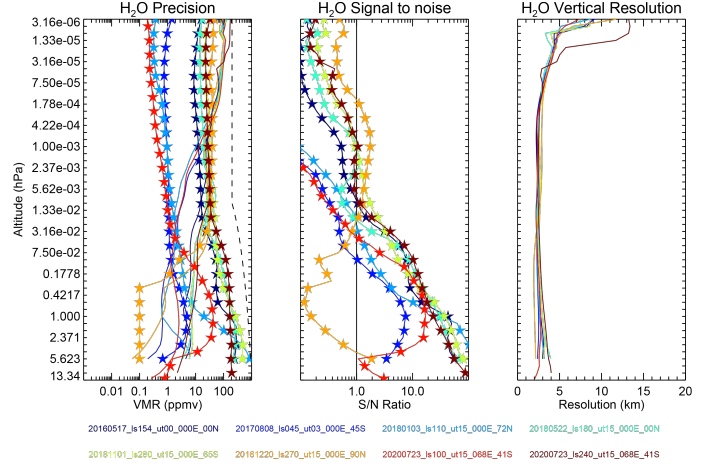 H2O Precision
H2O Signal to noise
H2O Vertical Resolution
Altitude (hPa)
3.16e-06
1.33e-05
3.16e-05
7.50e-05
1.78e-04
4.22e-04
1.00e-03
2.37e-03
5.62e-03
1.33e-02
3.16e-02
7.50e-02
0.1778
0.4217
1.000
2.371
5.623
13.34
0.01 0.1 1 10 100
VMR (ppmv)
1.0 10.0
S/N Ratio
0 5 10 15 20
Resolution (km)
20160517_ls154_ut00_000E_00N 20170808_ls045_ut03_000E_45S 20180103_ls110_ut15_000E_72N 20180522_ls180_ut15_000E_00N
20181101_ls280_ut15_000E_65S 20161220_ls270_ut15_000E_90N 20200723_ls100_ut15_068E_41S 20200723_ls240_ut15_068E_41S